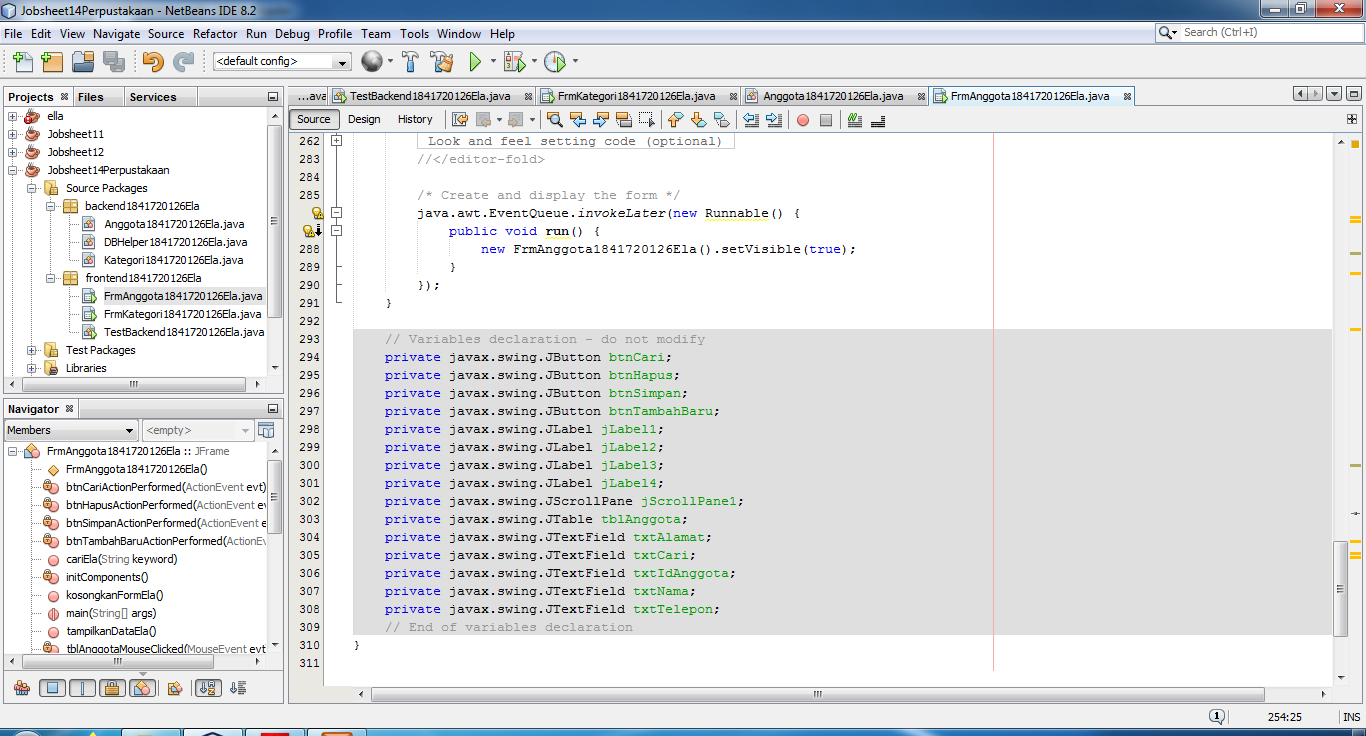 Jobsheet14Perpustakaan - NetBeans IDE 8.2
File Edit View Navigate Source Refactor Run Debug Profile Team Tools Window Help
Search (Ctrl+I)
<default config>
Projects Files Services
ella
Jobsheet11
Jobsheet12
Jobsheet14Perpustakaan
Source Packages
backend1841720126Ela
Anggota1841720126Ela.java
DBHelper1841720126Ela.java
Kategori1841720126Ela.java
frontend1841720126Ela
FrmAnggota1841720126Ela.java
FrmKategori1841720126Ela.java
TestBackend1841720126Ela.java
Test Packages
Libraries
Navigator
Members <empty>
FrmAnggota1841720126Ela :: JFrame
FrmAnggota1841720126Ela()
btnCariActionPerformed(ActionEvent evt)
btnHapusActionPerformed(ActionEvent ev
btnSimpanActionPerformed(ActionEvent e
btnTambahBaruActionPerformed(ActionEv
cariEla(String keyword)
initComponents()
kosongkanFormEla()
main(String[] args)
tampilkanDataEla()
tblAnggotaMouseClicked(MouseEvent evt
...ava TestBackend1841720126Ela.java FrmKategori1841720126Ela.java Anggota1841720126Ela.java FrmAnggota1841720126Ela.java
Source Design History
262 Look and feel setting code (optional)
283 //</editor-fold>
284
285 /* Create and display the form */
java.awt.EventQueue.invokeLater(new Runnable() {
public void run() {
288 new FrmAnggota1841720126Ela().setVisible(true);
289 }
290 });
291 }
292
293 // Variables declaration - do not modify
294 private javax.swing.JButton btnCari;
295 private javax.swing.JButton btnHapus;
296 private javax.swing.JButton btnSimpan;
297 private javax.swing.JButton btnTambahBaru;
298 private javax.swing.JLabel jLabel1;
299 private javax.swing.JLabel jLabel2;
300 private javax.swing.JLabel jLabel3;
301 private javax.swing.JLabel jLabel4;
302 private javax.swing.JScrollPane jScrollPane1;
303 private javax.swing.JTable tblAnggota;
304 private javax.swing.JTextField txtAlamat;
305 private javax.swing.JTextField txtCari;
306 private javax.swing.JTextField txtIdAnggota;
307 private javax.swing.JTextField txtNama;
308 private javax.swing.JTextField txtTelepon;
309 // End of variables declaration
310 }
311
1 254:25 INS